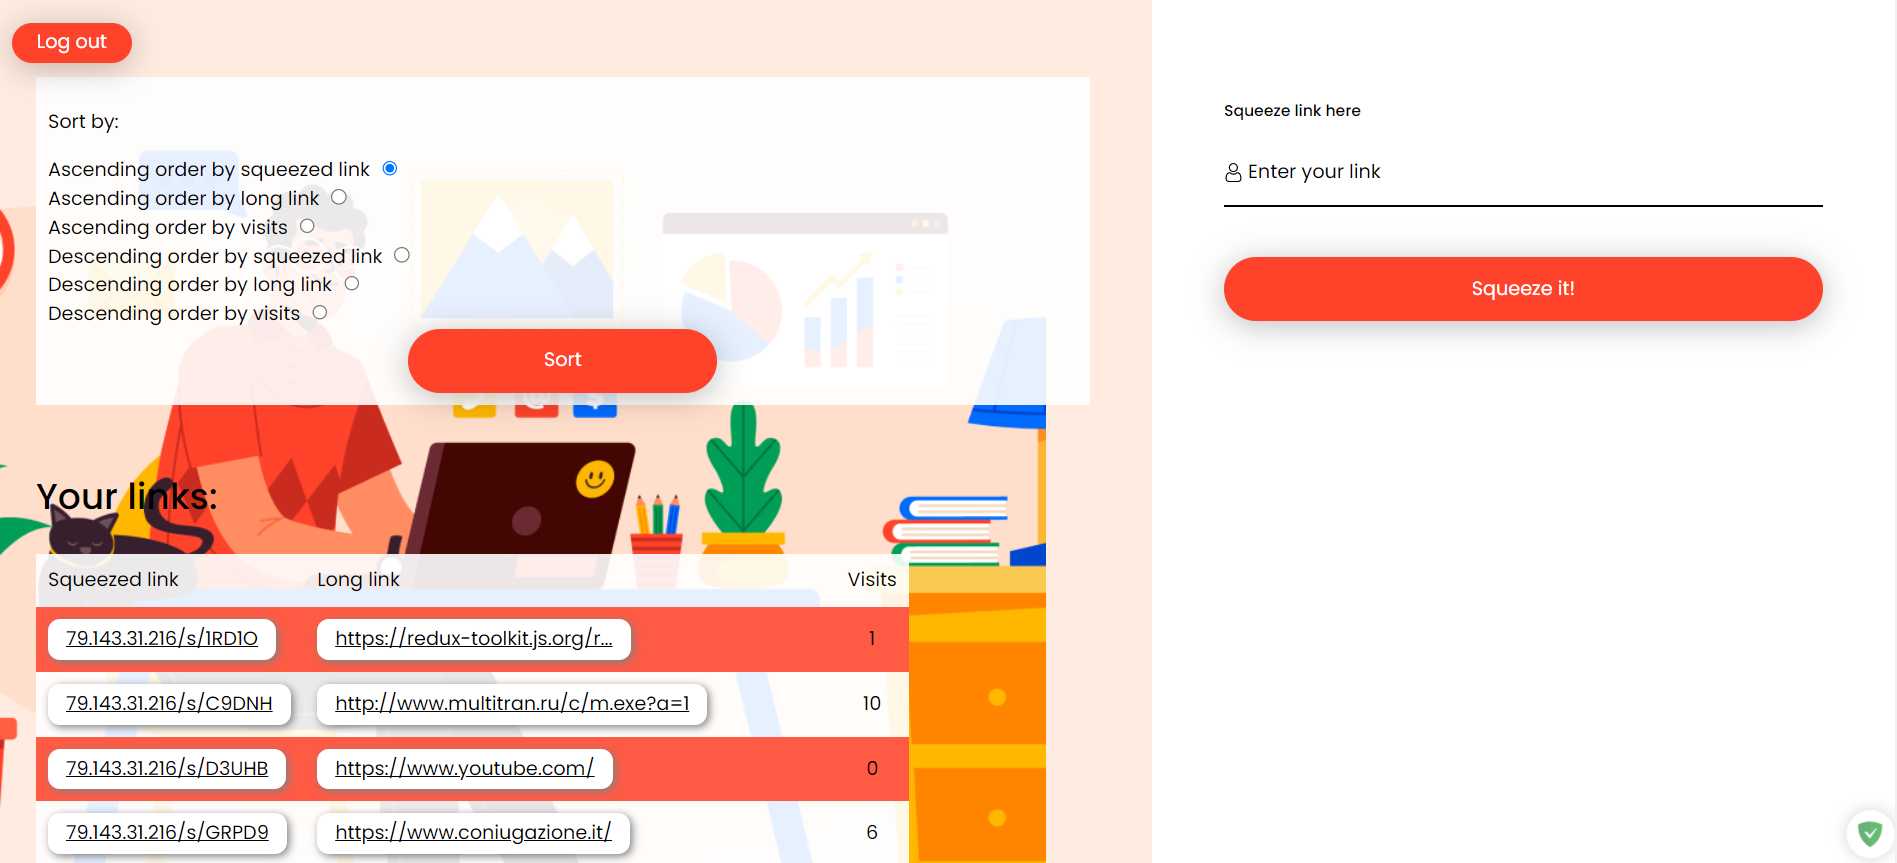 Log out
Sort by:
Ascending order by squeezed link
Ascending order by long link
Ascending order by visits
Descending order by squeezed link
Descending order by long link
Descending order by visits
Sort
@ $
Your links:
Squeezed link Long link Visits
79.143.31.216/s/1RD1O https://redux-toolkit.js.org/r... 1
79.143.31.216/s/C9DNH http://www.multitran.ru/c/m.exe?a=1 10
79.143.31.216/s/D3UHB https://www.youtube.com/ 0
79.143.31.216/s/GRPD9 https://www.coniugazione.it/ 6
Squeeze link here
Enter your link
Squeeze it!